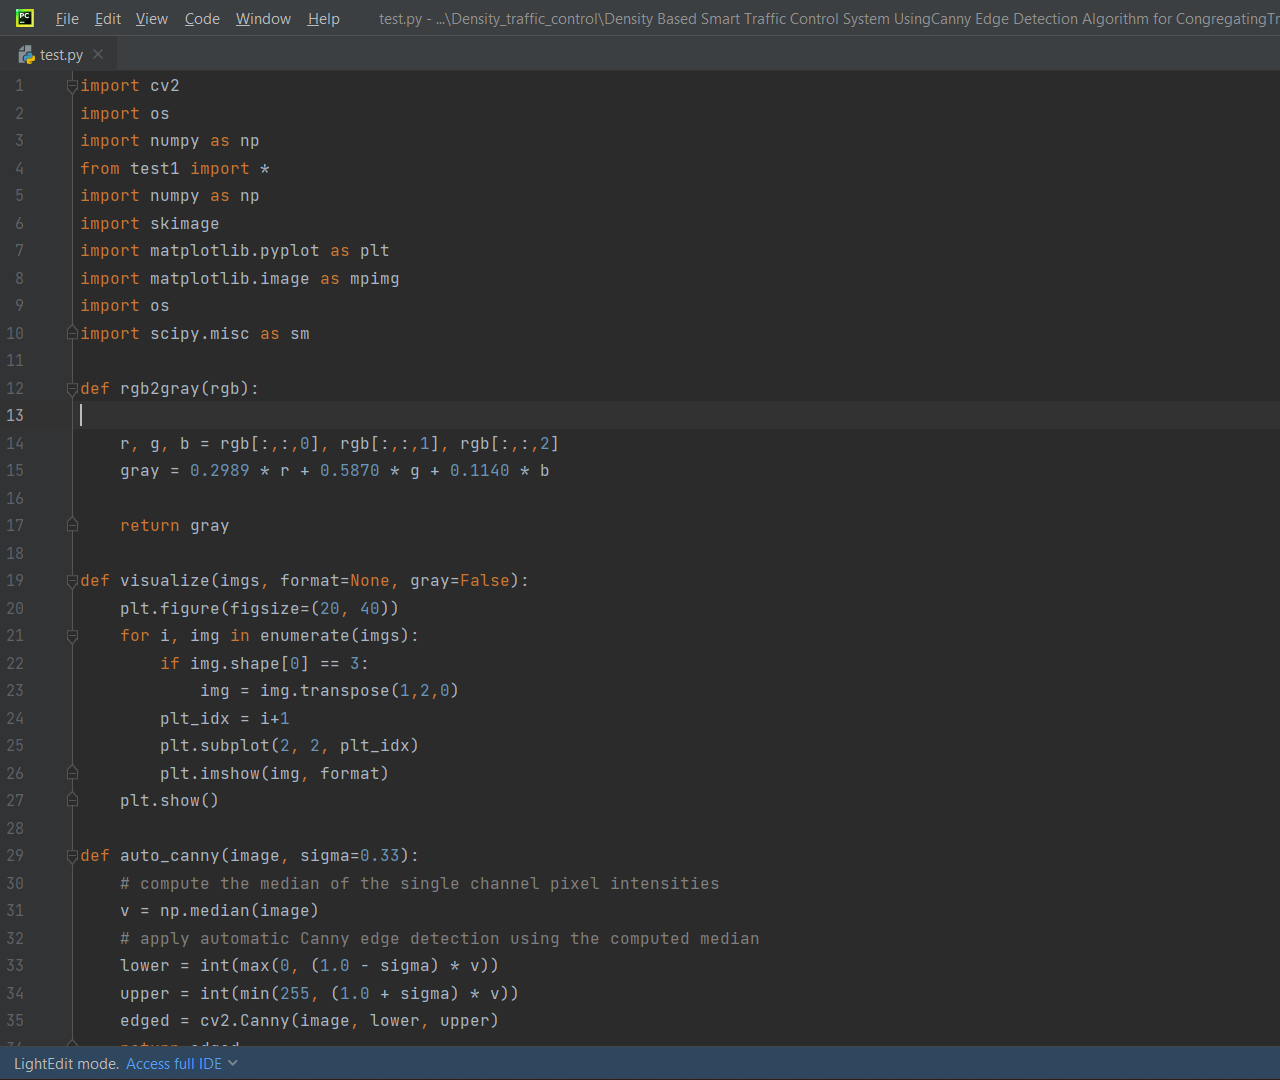 PC
File Edit View Code Window Help test.py - ...\Density_traffic_control\Density Based Smart Traffic Control System UsingCanny Edge Detection Algorithm for CongregatingTr
test.py
1 import cv2
2 import os
3 import numpy as np
4 from test1 import *
5 import numpy as np
6 import skimage
7 import matplotlib.pyplot as plt
8 import matplotlib.image as mpimg
9 import os
10 import scipy.misc as sm
11
12 def rgb2gray(rgb):
13
14     r, g, b = rgb[:,:,0], rgb[:,:,1], rgb[:,:,2]
15     gray = 0.2989 * r + 0.5870 * g + 0.1140 * b
16
17     return gray
18
19 def visualize(imgs, format=None, gray=False):
20     plt.figure(figsize=(20, 40))
21     for i, img in enumerate(imgs):
22         if img.shape[0] == 3:
23             img = img.transpose(1,2,0)
24         plt_idx = i+1
25         plt.subplot(2, 2, plt_idx)
26         plt.imshow(img, format)
27     plt.show()
28
29 def auto_canny(image, sigma=0.33):
30     # compute the median of the single channel pixel intensities
31     v = np.median(image)
32     # apply automatic Canny edge detection using the computed median
33     lower = int(max(0, (1.0 - sigma) * v))
34     upper = int(min(255, (1.0 + sigma) * v))
35     edged = cv2.Canny(image, lower, upper)
36     return edged
LightEdit mode. Access full IDE